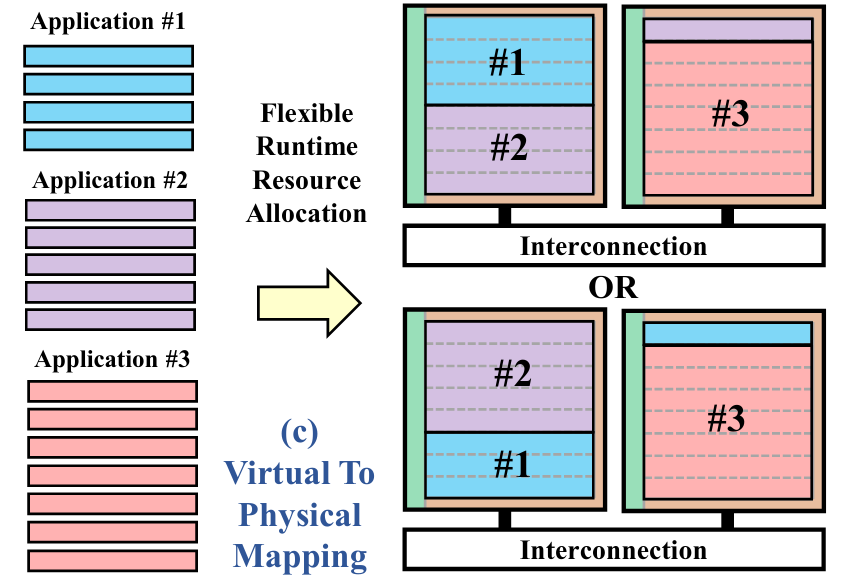 Application #1
Application #2
Application #3
Flexible
Runtime
Resource
Allocation
(c)
Virtual To
Physical
Mapping
#1
#2
#3
Interconnection
OR
#2
#1
#3
Interconnection